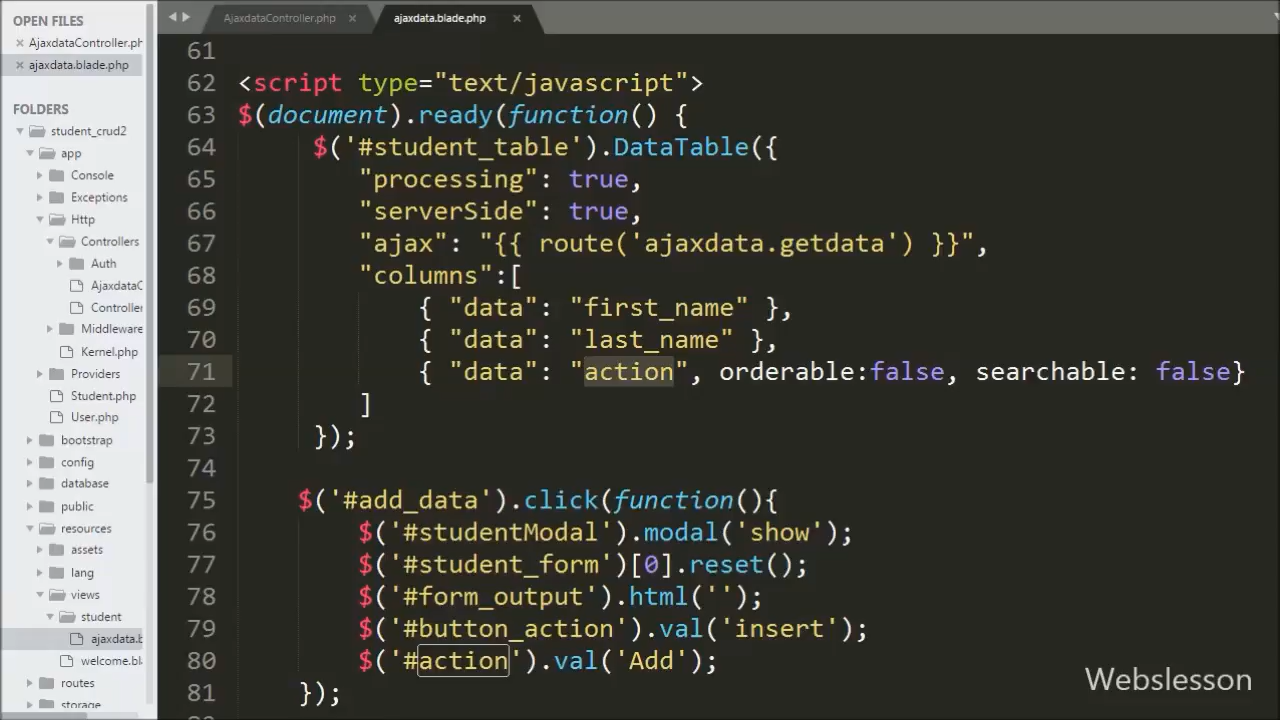 OPEN FILES
AjaxdataController.ph
ajaxdata.blade.php
FOLDERS
student_crud2
app
Console
Exceptions
Http
Controllers
Auth
AjaxdataC
Controller
Middleware
Kernel.php
Providers
Student.php
User.php
bootstrap
config
database
public
resources
assets
lang
views
student
ajaxdata.b
welcome.bl
routes
storage
AjaxdataController.php
ajaxdata.blade.php
61
62 <script type="text/javascript">
63 $(document).ready(function() {
64 $('#student_table').DataTable({
65 "processing": true,
66 "serverSide": true,
67 "ajax": "{{ route('ajaxdata.getdata') }}",
68 "columns":[
69 { "data": "first_name" },
70 { "data": "last_name" },
71 { "data": "action", orderable:false, searchable: false}
72 ]
73 });
74
75 $('#add_data').click(function(){
76 $('#studentModal').modal('show');
77 $('#student_form')[0].reset();
78 $('#form_output').html('');
79 $('#button_action').val('insert');
80 $('#action').val('Add');
81 });
Webslesson